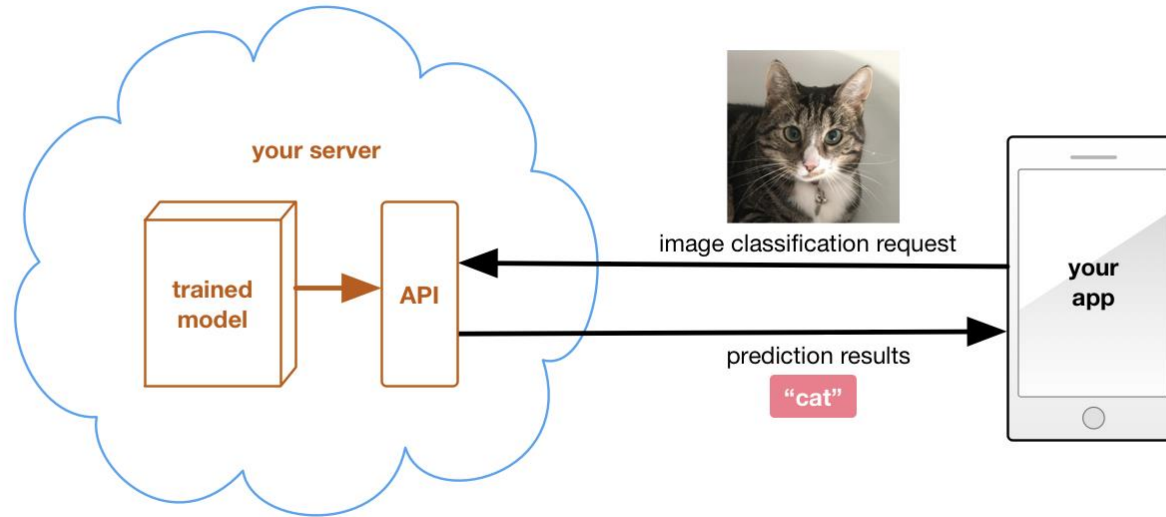 your server
trained
model
API
image classification request
prediction results
“cat”
your
app